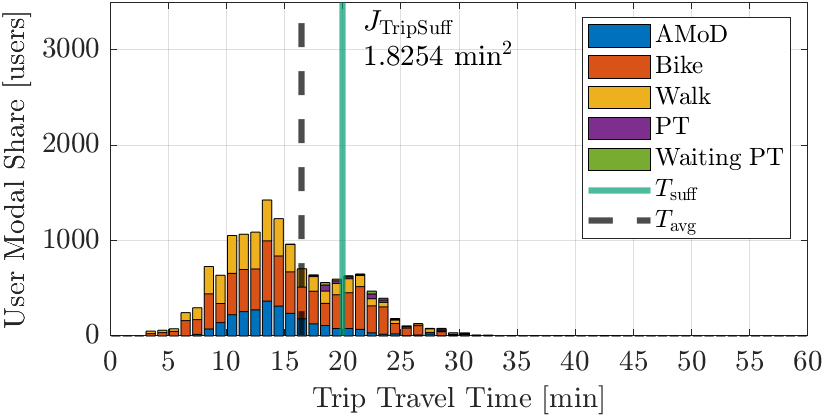 J_TripSuff
1.8254 min²
AMoD
Bike
Walk
PT
Waiting PT
T_suff
T_avg
User Modal Share [users]
3000
2000
1000
0
0 5 10 15 20 25 30 35 40 45 50 55 60
Trip Travel Time [min]